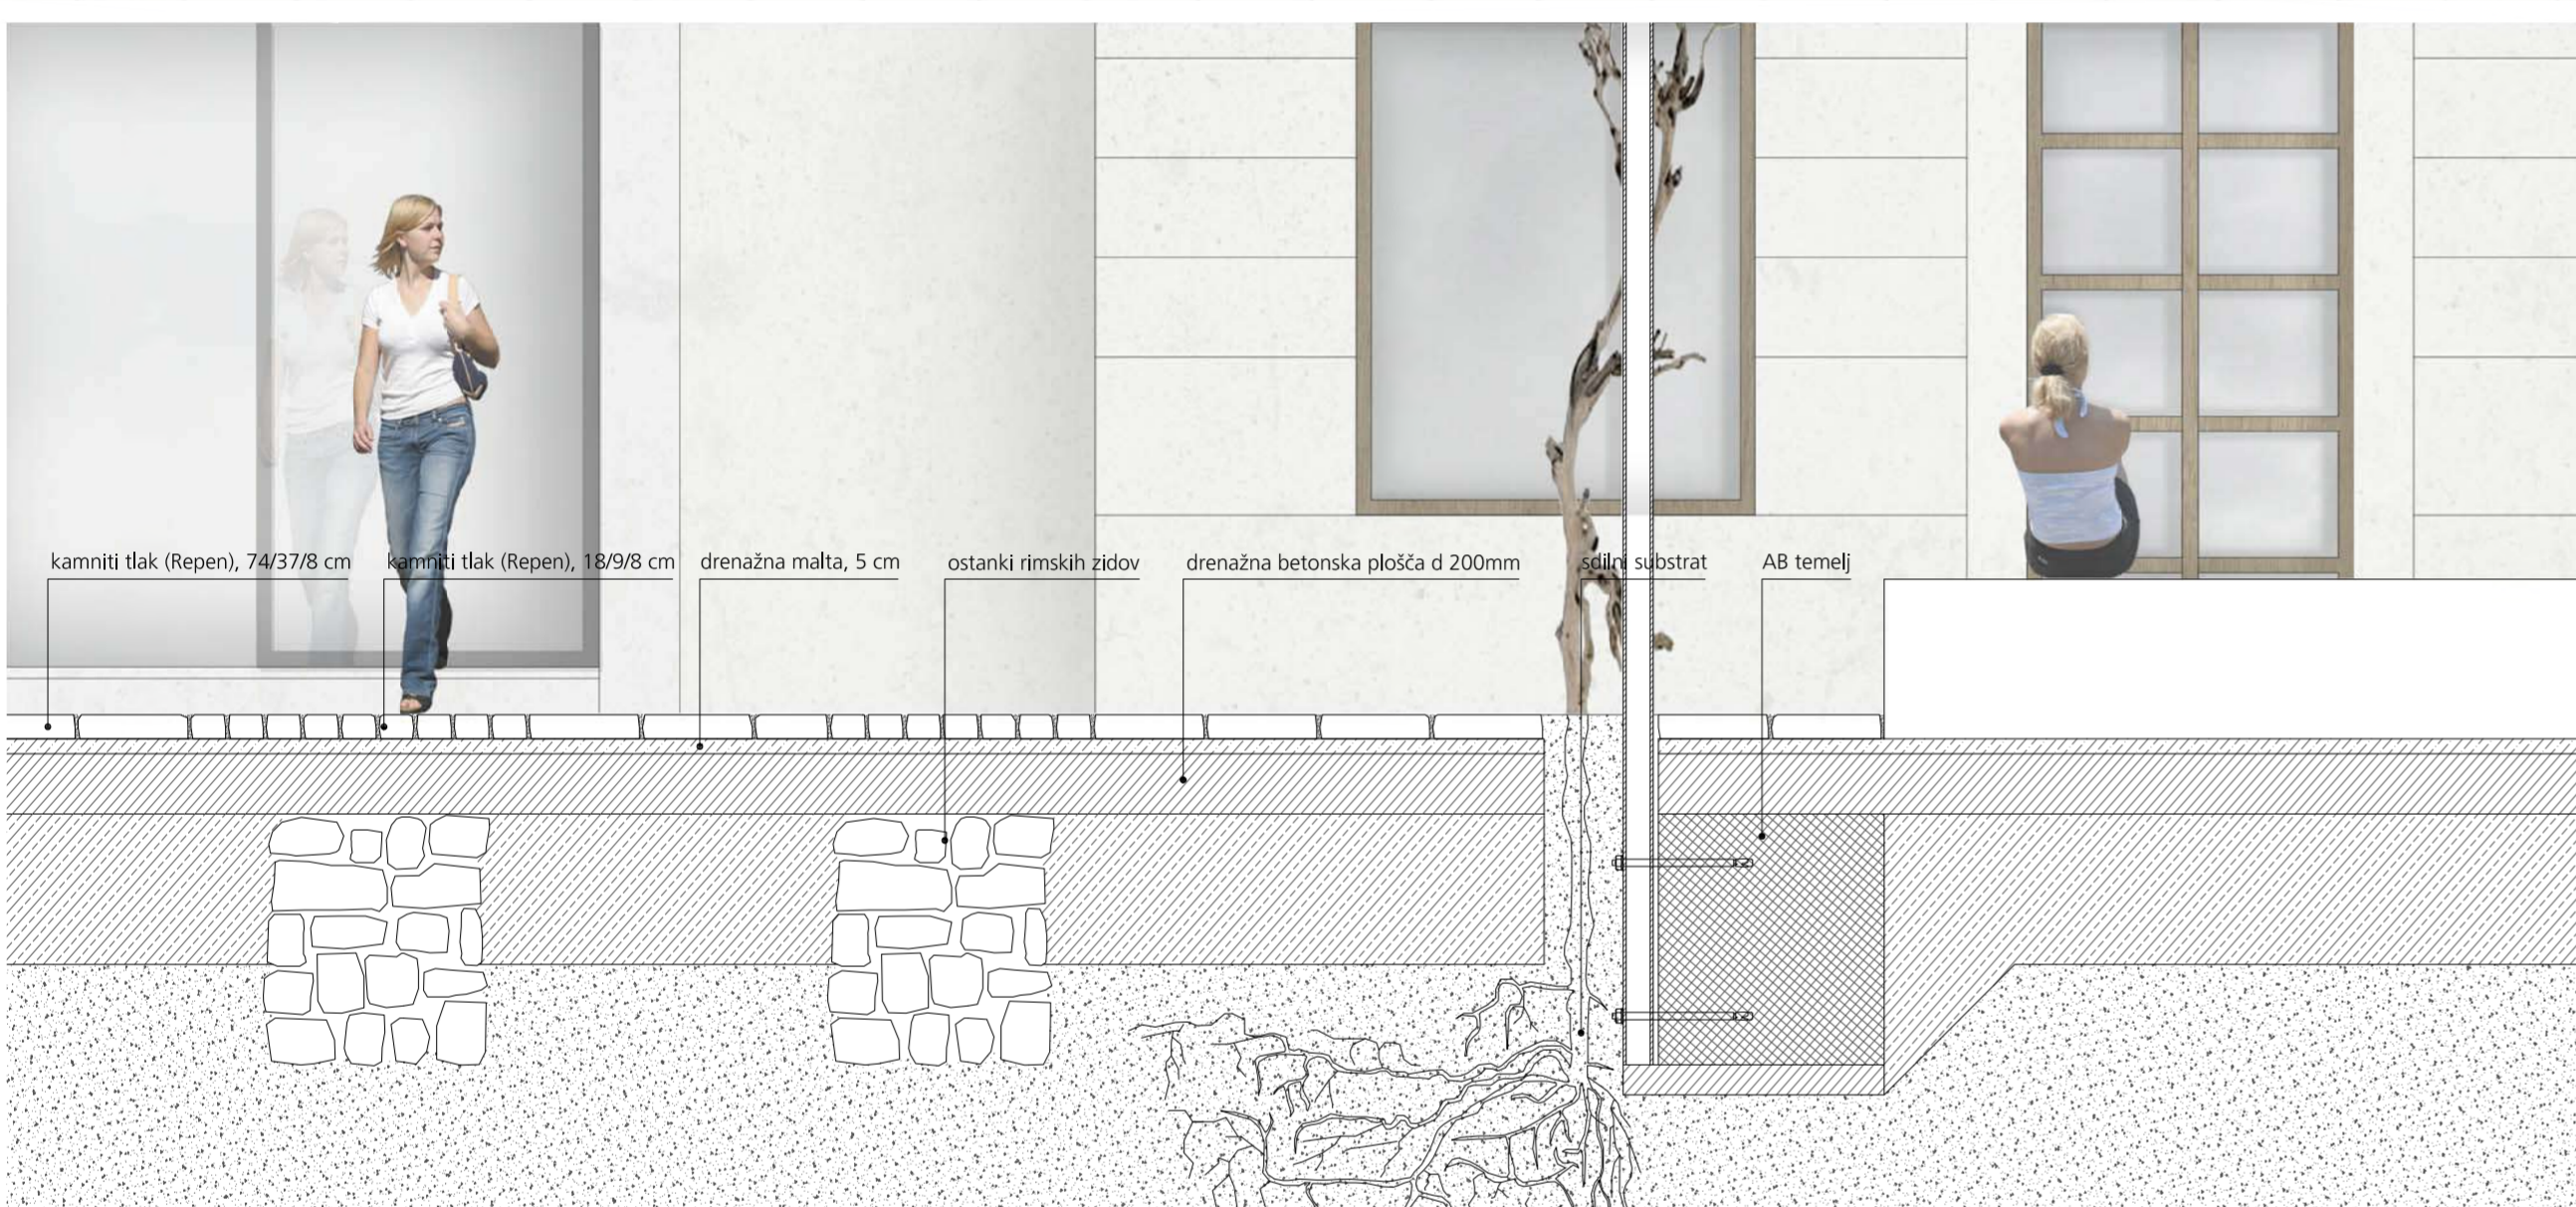 kamniti tlak (Repen), 74/37/8 cm
kamniti tlak (Repen), 18/9/8 cm
drenažna malta, 5 cm
ostanki rimskih zidov
drenažna betonska plošča d 200mm
sdilni substrat
AB temelj